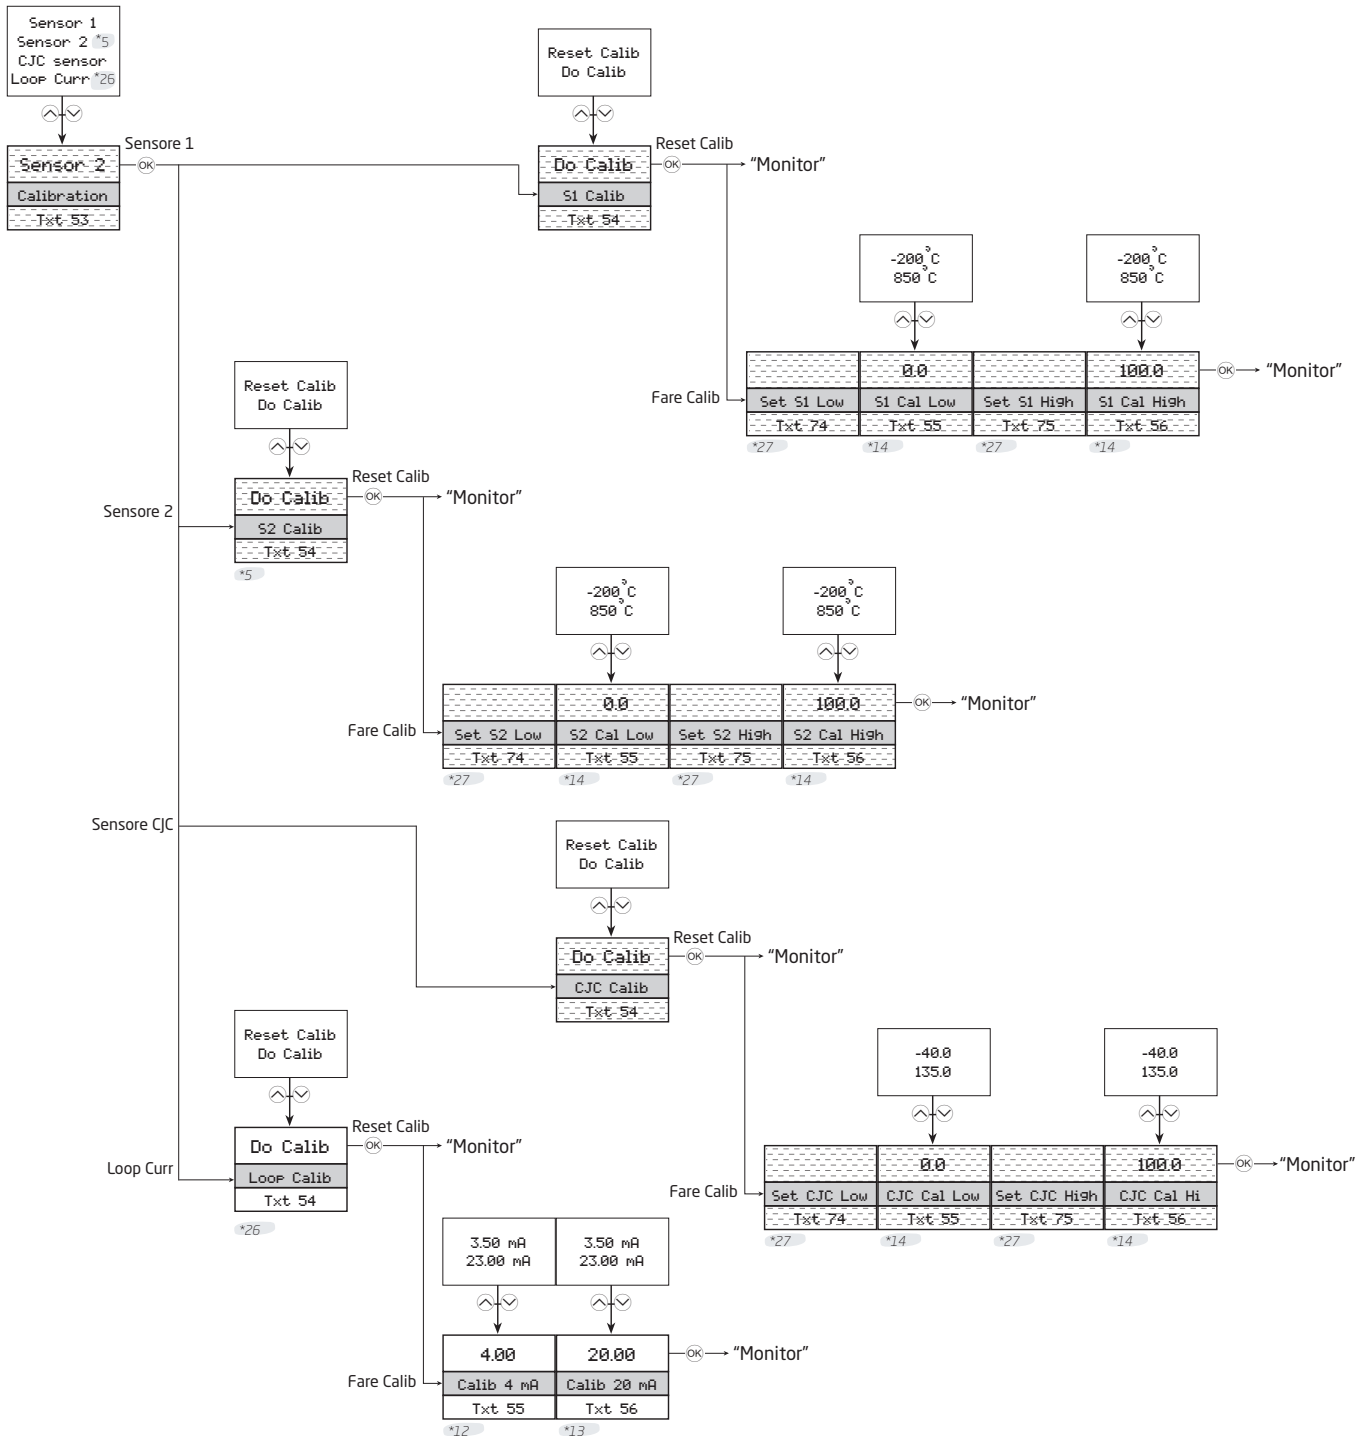 Sensor 1
Sensor 2 *5
CJC sensor
Loop Curr *26
Sensore 1
OK
Sensor 2
Calibration
Txt 53
Reset Calib
Do Calib
Reset Calib
OK
"Monitor"
Do Calib
S1 Calib
Txt 54
-200°C
850°C
-200°C
850°C
Fare Calib
0.0
100.0
OK
"Monitor"
Set S1 Low
S1 Cal Low
Set S1 High
S1 Cal High
Txt 74
Txt 55
Txt 75
Txt 56
*27
*14
*27
*14
Reset Calib
Do Calib
Sensore 2
Reset Calib
OK
"Monitor"
Do Calib
S2 Calib
Txt 54
*5
-200°C
850°C
-200°C
850°C
Fare Calib
0.0
100.0
OK
"Monitor"
Set S2 Low
S2 Cal Low
Set S2 High
S2 Cal High
Txt 74
Txt 55
Txt 75
Txt 56
*27
*14
*27
*14
Sensore CJC
Reset Calib
Do Calib
Reset Calib
OK
"Monitor"
Do Calib
CJC Calib
Txt 54
-40.0
135.0
-40.0
135.0
Fare Calib
0.0
100.0
OK
"Monitor"
Set CJC Low
CJC Cal Low
Set CJC High
CJC Cal Hi
Txt 74
Txt 55
Txt 75
Txt 56
*27
*14
*27
*14
Reset Calib
Do Calib
Loop Curr
Reset Calib
OK
"Monitor"
Do Calib
Loop Calib
Txt 54
*26
3.50 mA
23.00 mA
3.50 mA
23.00 mA
Fare Calib
4.00
20.00
OK
"Monitor"
Calib 4 mA
Calib 20 mA
Txt 55
Txt 56
*12
*13